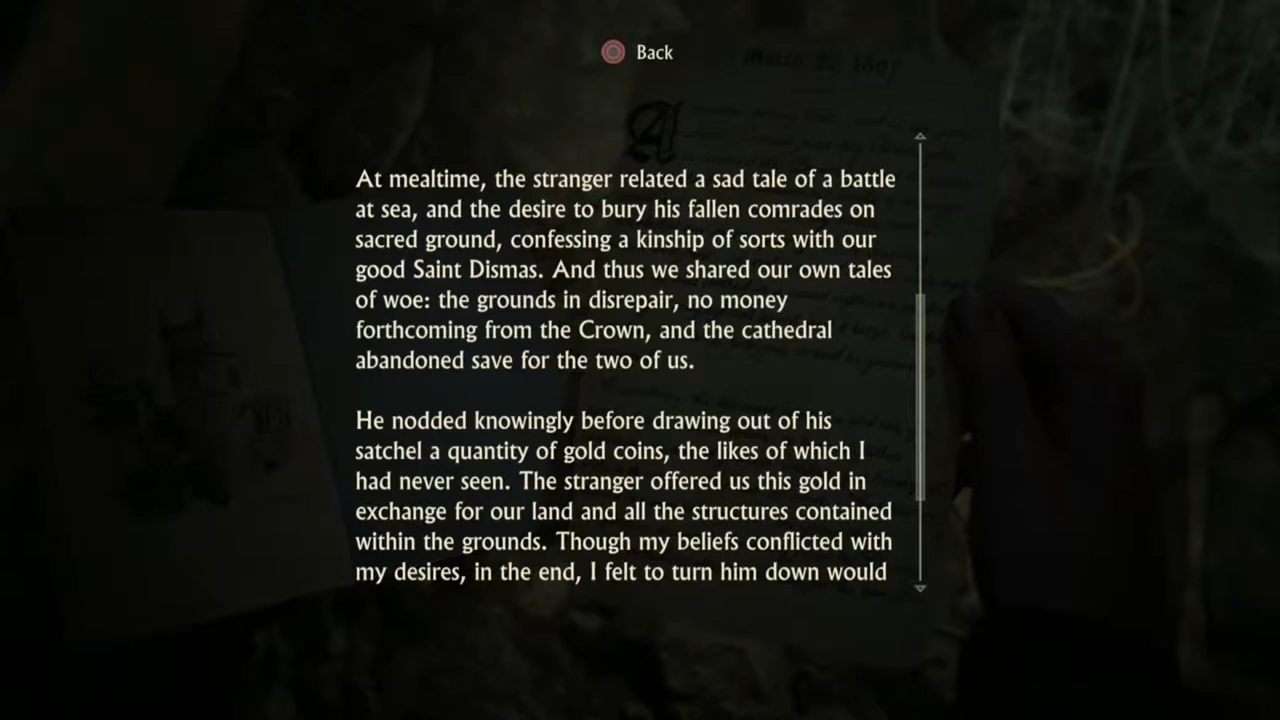 Back
At mealtime, the stranger related a sad tale of a battle
at sea, and the desire to bury his fallen comrades on
sacred ground, confessing a kinship of sorts with our
good Saint Dismas. And thus we shared our own tales
of woe: the grounds in disrepair, no money
forthcoming from the Crown, and the cathedral
abandoned save for the two of us.
He nodded knowingly before drawing out of his
satchel a quantity of gold coins, the likes of which I
had never seen. The stranger offered us this gold in
exchange for our land and all the structures contained
within the grounds. Though my beliefs conflicted with
my desires, in the end, I felt to turn him down would